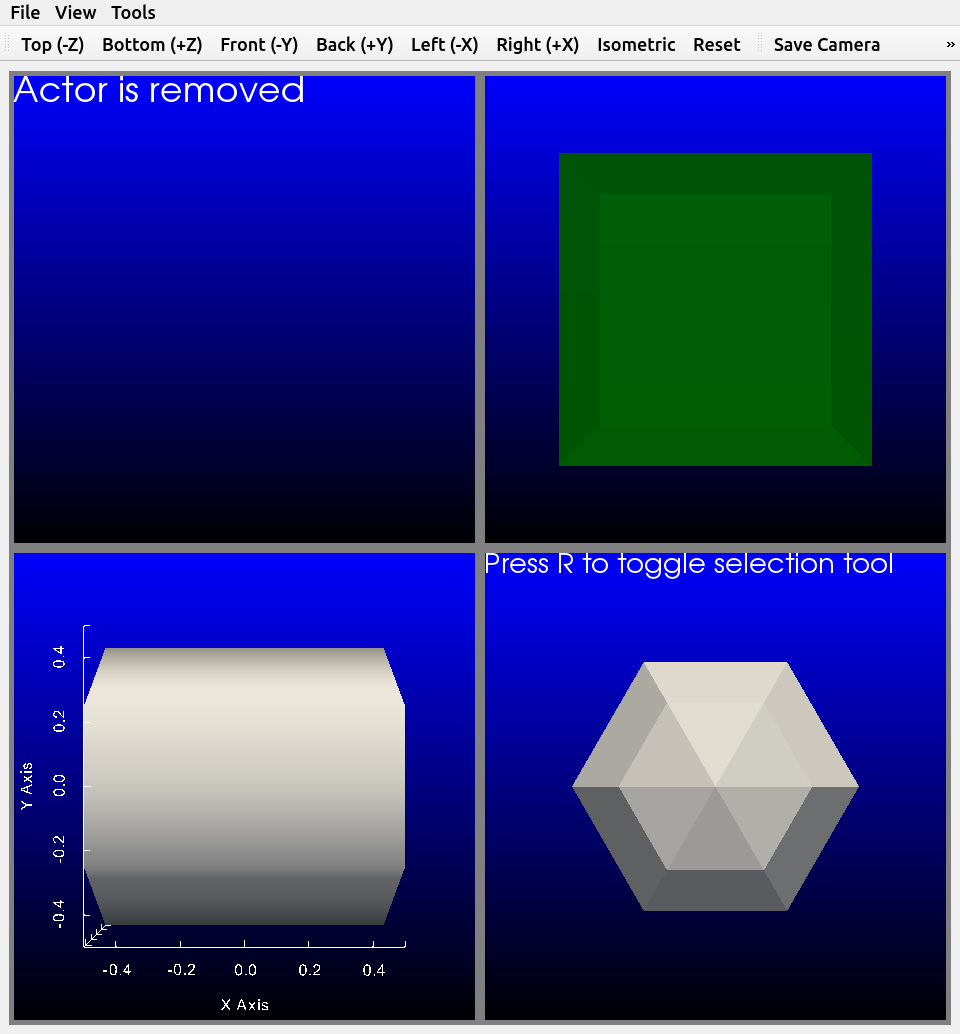 File View Tools
Top (-Z) Bottom (+Z) Front (-Y) Back (+Y) Left (-X) Right (+X) Isometric Reset Save Camera »
Actor is removed
Press R to toggle selection tool
0.4
0.2
0.0
-0.2
-0.4
Y Axis
-0.4 -0.2 0.0 0.2 0.4
X Axis